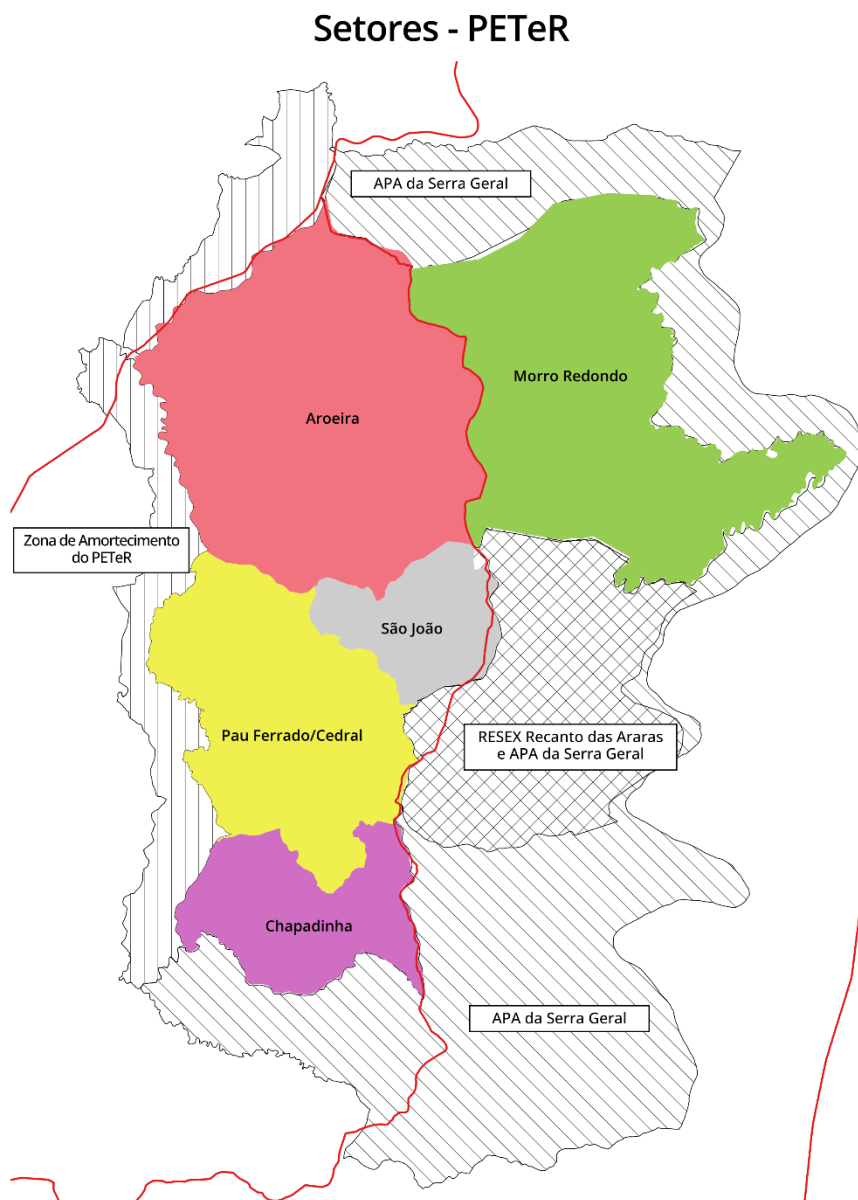 Setores - PETeR
APA da Serra Geral
Morro Redondo
Aroeira
Zona de Amortecimento
do PETeR
São João
Pau Ferrado/Cedral
RESEX Recanto das Araras
e APA da Serra Geral
Chapadinha
APA da Serra Geral